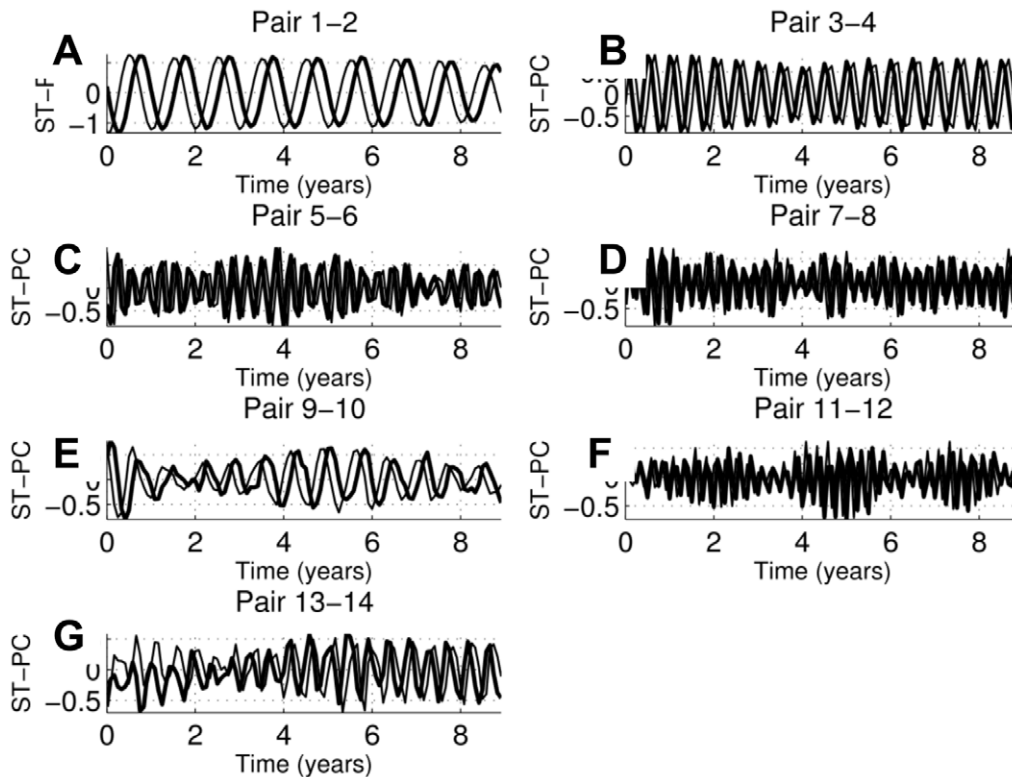 Pair 1−2
A
ST−P
0
−1
0 2 4 6 8
Time (years)
Pair 3−4
B
ST−PC
0
−0.5
0 2 4 6 8
Time (years)
Pair 5−6
C
ST−PC
−0.5
0 2 4 6 8
Time (years)
Pair 7−8
D
ST−PC
−0.5
0 2 4 6 8
Time (years)
Pair 9−10
E
ST−PC
−0.5
0 2 4 6 8
Time (years)
Pair 11−12
F
ST−PC
−0.5
0 2 4 6 8
Time (years)
Pair 13−14
G
ST−PC
−0.5
0 2 4 6 8
Time (years)